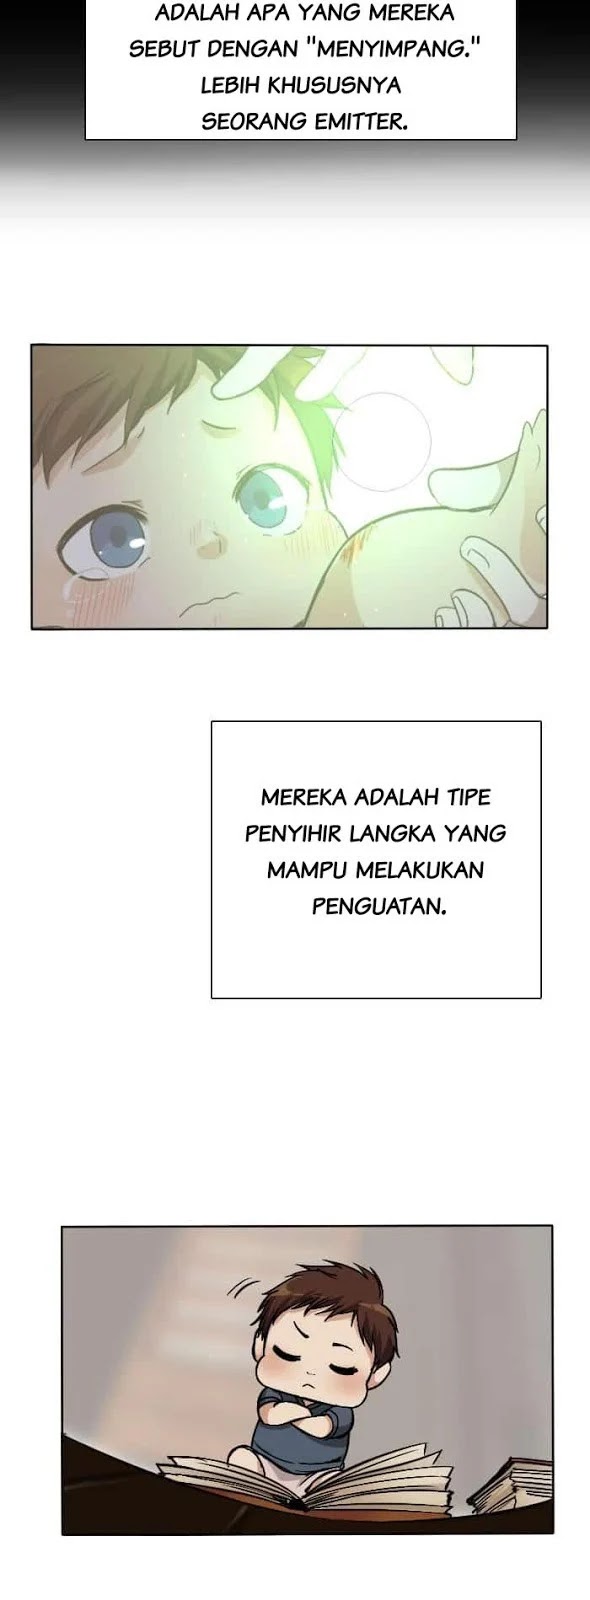 ADALAH APA YANG MEREKA
SEBUT DENGAN "MENYIMPANG."
LEBIH KHUSUSNYA
SEORANG EMITTER.
MEREKA ADALAH TIPE
PENYIHIR LANGKA YANG
MAMPU MELAKUKAN
PENGUATAN.